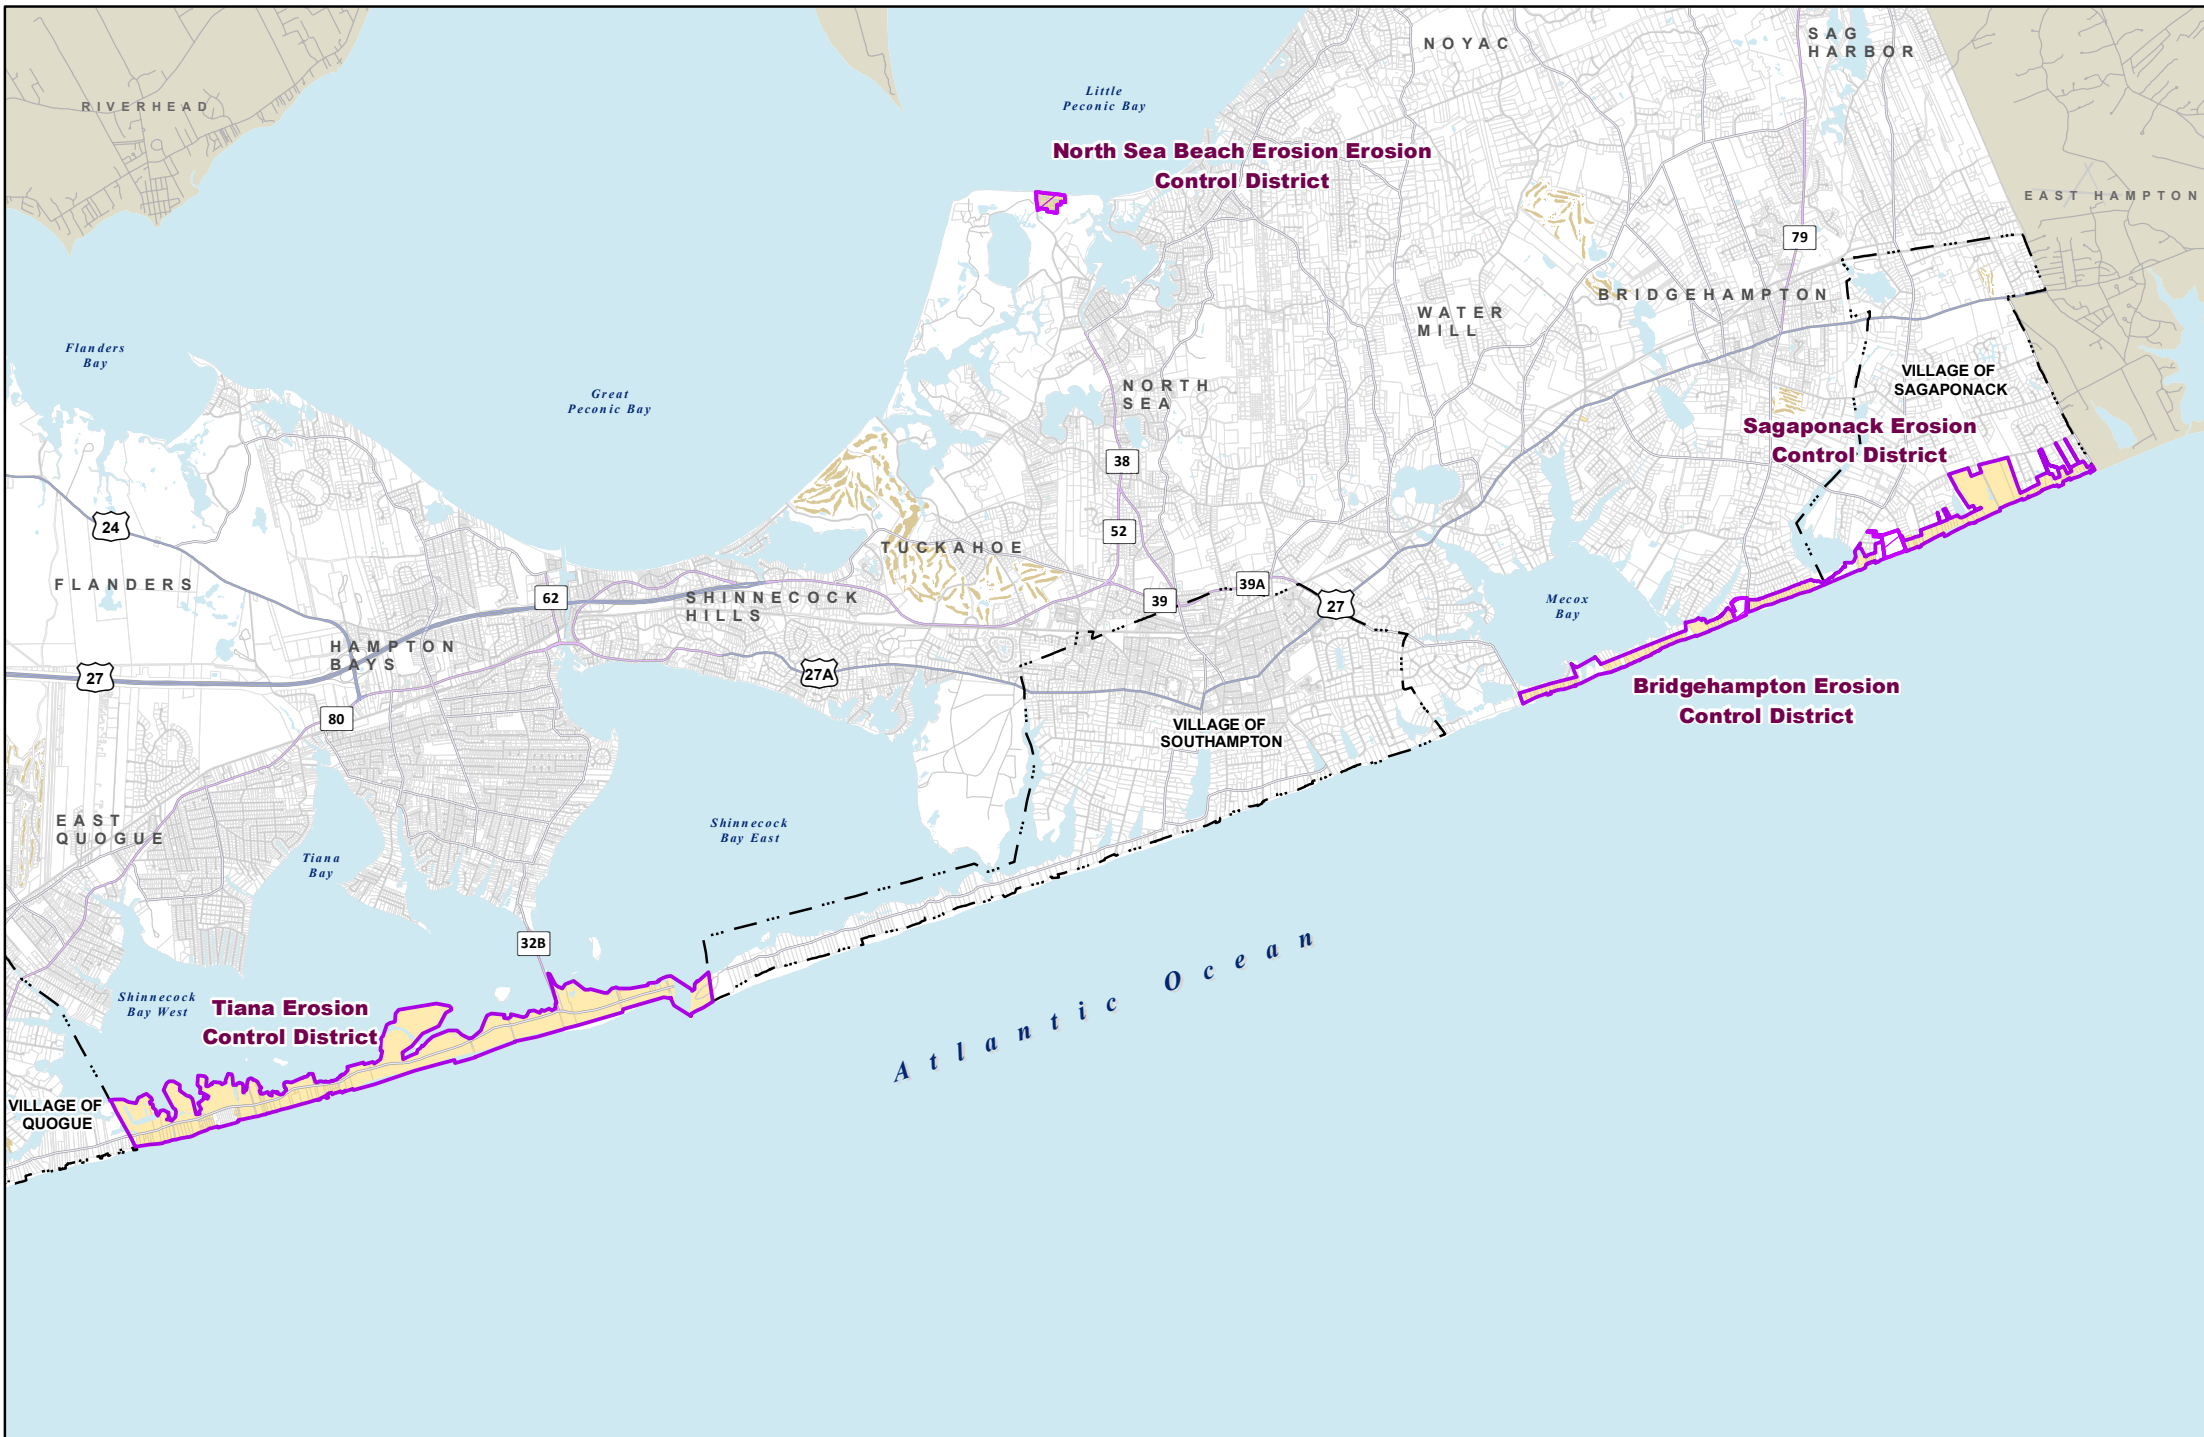 NOYAC
SAG
HARBOR
RIVERHEAD
Little
Peconic Bay
North Sea Beach Erosion Erosion
Control District
EAST HAMPTON
79
BRIDGEHAMPTON
WATER
MILL
Flanders
Bay
Great
Peconic Bay
NORTH
SEA
VILLAGE OF
SAGAPONACK
Sagaponack Erosion
Control District
38
24
52
TUCKAHOE
FLANDERS
62
SHINNECOCK
HILLS
39
39A
27
Mecox
Bay
HAMPTON
BAYS
27
27A
80
Bridgehampton Erosion
Control District
VILLAGE OF
SOUTHAMPTON
EAST
QUOGUE
Tiana
Bay
Shinnecock
Bay East
32B
Atlantic Ocean
Shinnecock
Bay West
Tiana Erosion
Control District
VILLAGE OF
QUOGUE